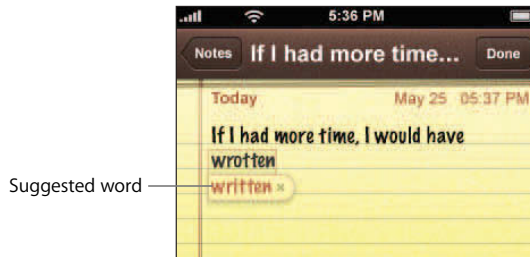 5:36 PM
Notes If I had more time... Done
Today May 25 05:37 PM
If I had more time, I would have
wrotten
Suggested word written ×